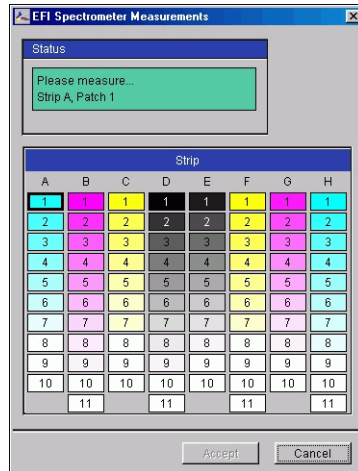 EFI Spectrometer Measurements
Status
Please measure...
Strip A, Patch 1
Strip
A B C D E F G H
1 1 1 1 1 1 1 1
2 2 2 2 2 2 2 2
3 3 3 3 3 3 3 3
4 4 4 4 4 4 4 4
5 5 5 5 5 5 5 5
6 6 6 6 6 6 6 6
7 7 7 7 7 7 7 7
8 8 8 8 8 8 8 8
9 9 9 9 9 9 9 9
10 10 10 10 10 10 10 10
11 11 11 11
Accept Cancel